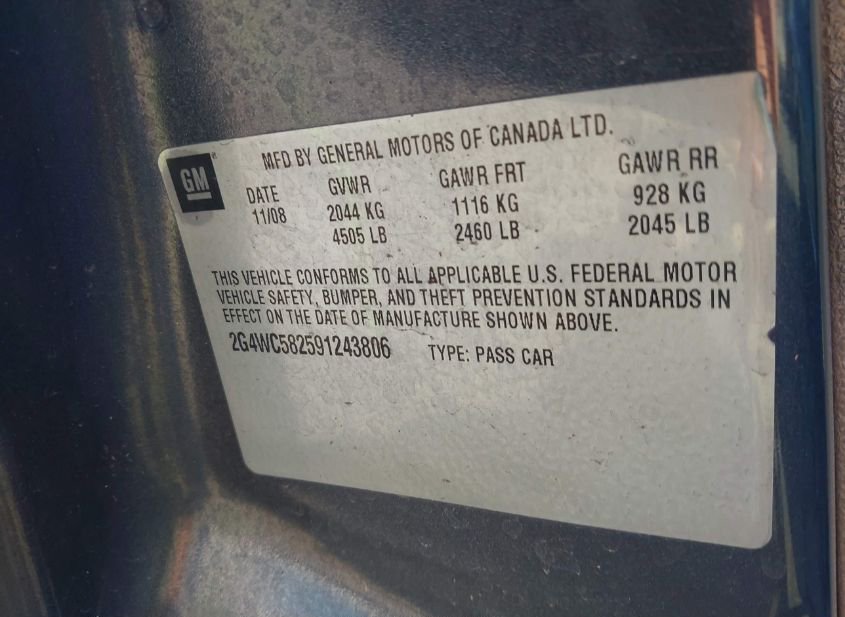 MFD BY GENERAL MOTORS OF CANADA LTD.
GM
DATE GVWR GAWR FRT GAWR RR
11/08 2044 KG 1116 KG 928 KG
4505 LB 2460 LB 2045 LB
THIS VEHICLE CONFORMS TO ALL APPLICABLE U.S. FEDERAL MOTOR
VEHICLE SAFETY, BUMPER, AND THEFT PREVENTION STANDARDS IN
EFFECT ON THE DATE OF MANUFACTURE SHOWN ABOVE.
2G4WC582591243806 TYPE: PASS CAR